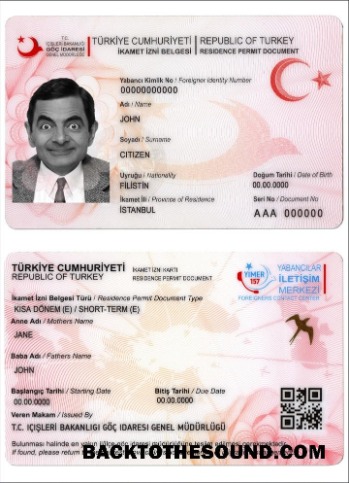 T.C.
İÇİŞLERİ BAKANLIĞI
GÖÇ İDARESİ
GENEL MÜDÜRLÜĞÜ
TÜRKİYE CUMHURİYETİ | REPUBLIC OF TURKEY
İKAMET İZNİ BELGESİ | RESIDENCE PERMIT DOCUMENT
Yabancı Kimlik No / Foreigner Identity Number
00000000000
Adı / Name
JOHN
Soyadı / Surname
CITIZEN
Uyruğu / Nationality
FİLİSTİN
Doğum Tarihi / Date of Birth
00.00.0000
İkamet İli / Province of Residence
İSTANBUL
Seri No / Document No
AAA 000000
TÜRKİYE CUMHURİYETİ
REPUBLIC OF TURKEY
İKAMET İZNİ KARTI
RESIDENCE PERMIT DOCUMENT
YİMER
157
YABANCILAR
İLETİŞİM
MERKEZİ
FOREIGNERS CONTACT CENTER
İkamet İzni Belgesi Türü / Residence Permit Document Type
KISA DÖNEM (E) / SHORT-TERM (E)
Anne Adı / Mothers Name
JANE
Baba Adı / Fathers Name
JOHN
Başlangıç Tarihi / Starting Date
00.00.0000
Bitiş Tarihi / Due Date
00.00.0000
Veren Makam / Issued By
T.C. İÇİŞLERİ BAKANLIGI GÖÇ IDARESI GENEL MÜDÜRLÜĞÜ
Bulunması halinde en yakın
If found, please return
BACKTOTHESOUND.COM